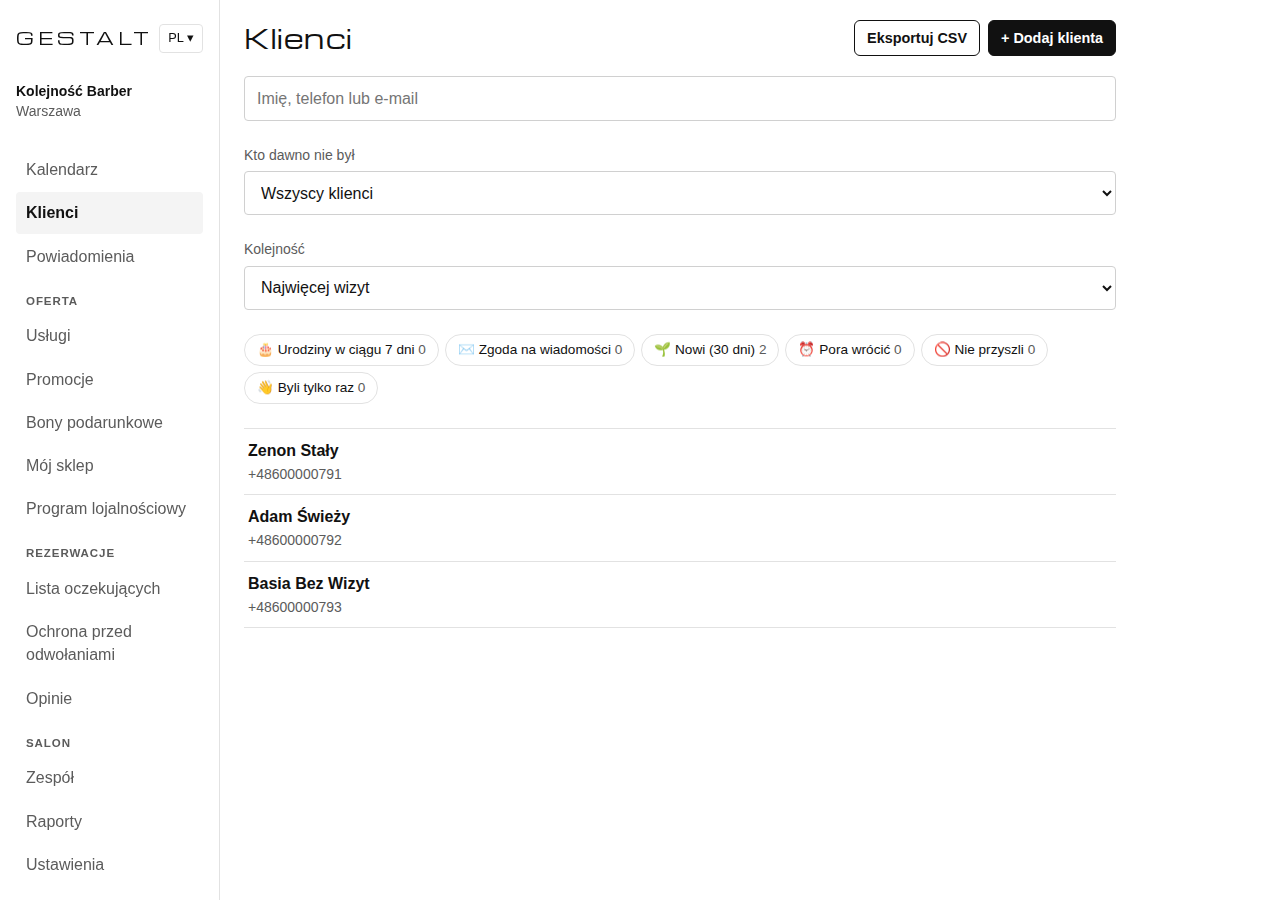 GESTALT
PL ▾
Kolejność Barber
Warszawa
Kalendarz
Klienci
Powiadomienia
OFERTA
Usługi
Promocje
Bony podarunkowe
Mój sklep
Program lojalnościowy
REZERWACJE
Lista oczekujących
Ochrona przed
odwołaniami
Opinie
SALON
Zespół
Raporty
Ustawienia
Klienci
Eksportuj CSV
+ Dodaj klienta
Imię, telefon lub e-mail
Kto dawno nie był
Wszyscy klienci
Kolejność
Najwięcej wizyt
🎂 Urodziny w ciągu 7 dni 0
✉️ Zgoda na wiadomości 0
🌱 Nowi (30 dni) 2
⏰ Pora wrócić 0
🚫 Nie przyszli 0
👋 Byli tylko raz 0
Zenon Stały
+48600000791
Adam Świeży
+48600000792
Basia Bez Wizyt
+48600000793